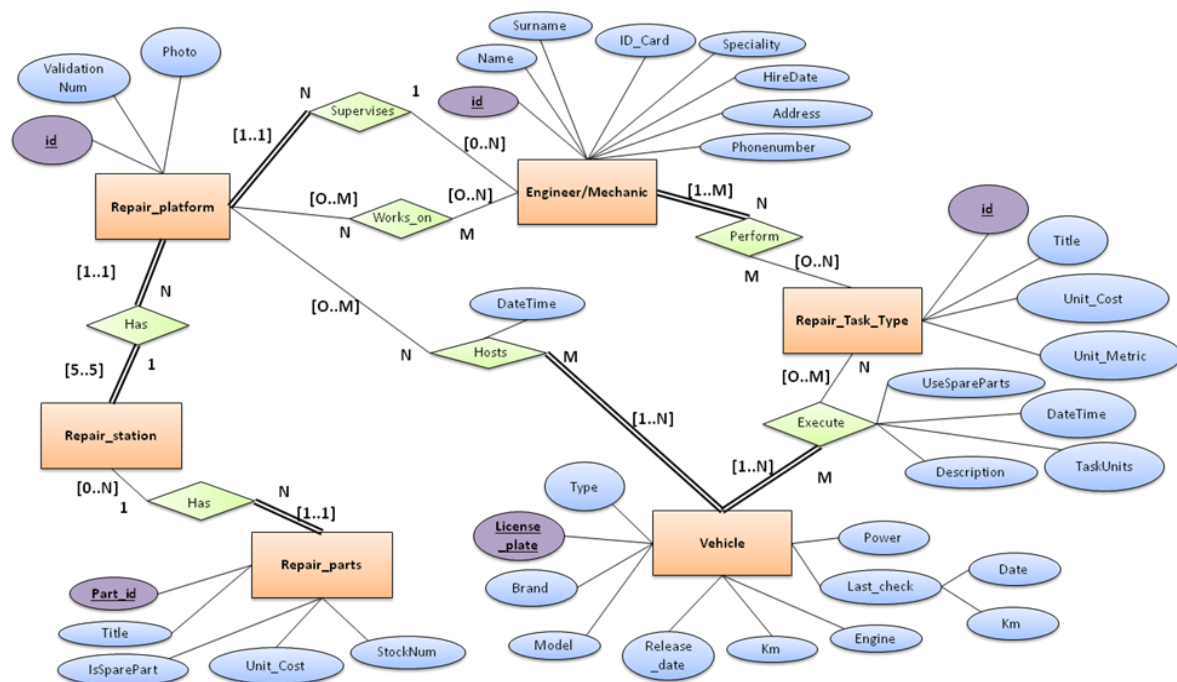 Surname
ID_Card
Speciality
Photo
Name
HireDate
Validation
Num
id
Address
Phonenumber
id
N
Supervises
1
[1..1]
[0..N]
Repair_platform
Engineer/Mechanic
[O..M]
[O..N]
Works_on
N
M
[1..M]
N
Perform
M
[O..N]
id
Title
Unit_Cost
Unit_Metric
Repair_Task_Type
[1..1]
N
Has
[5..5]
1
[O..M]
DateTime
N
Hosts
M
[1..N]
N
[O..M]
Execute
[1..N]
M
UseSpareParts
DateTime
TaskUnits
Description
Repair_station
[0..N]
1
Has
N
[1..1]
Repair_parts
Part_id
Title
IsSparePart
Unit_Cost
StockNum
Type
License
_plate
Brand
Model
Release
_date
Km
Engine
Vehicle
Power
Last_check
Date
Km